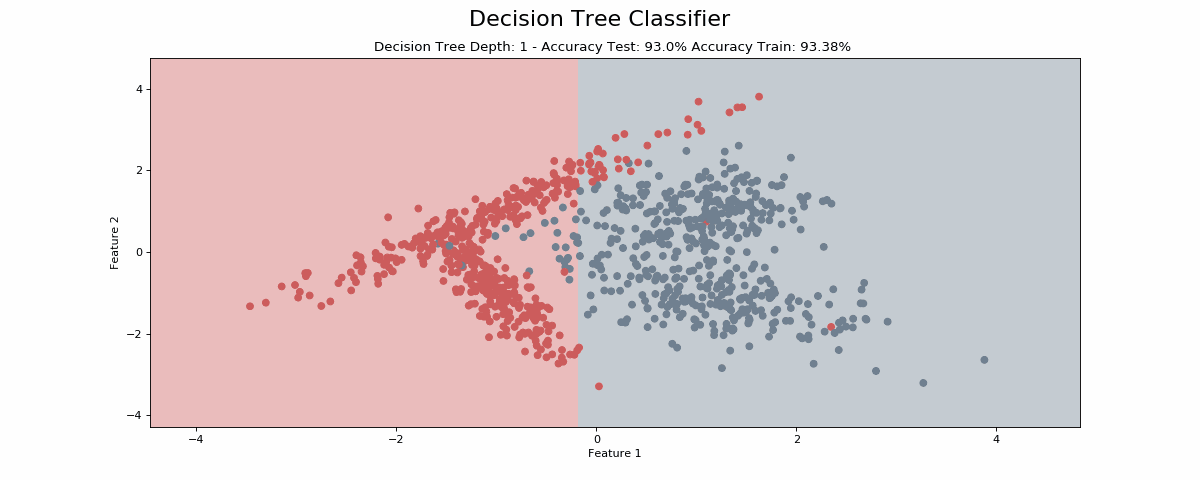 Decision Tree Classifier
Decision Tree Depth: 1 - Accuracy Test: 93.0% Accuracy Train: 93.38%
4
2
0
−2
−4
Feature 2
−4 −2 0 2 4
Feature 1